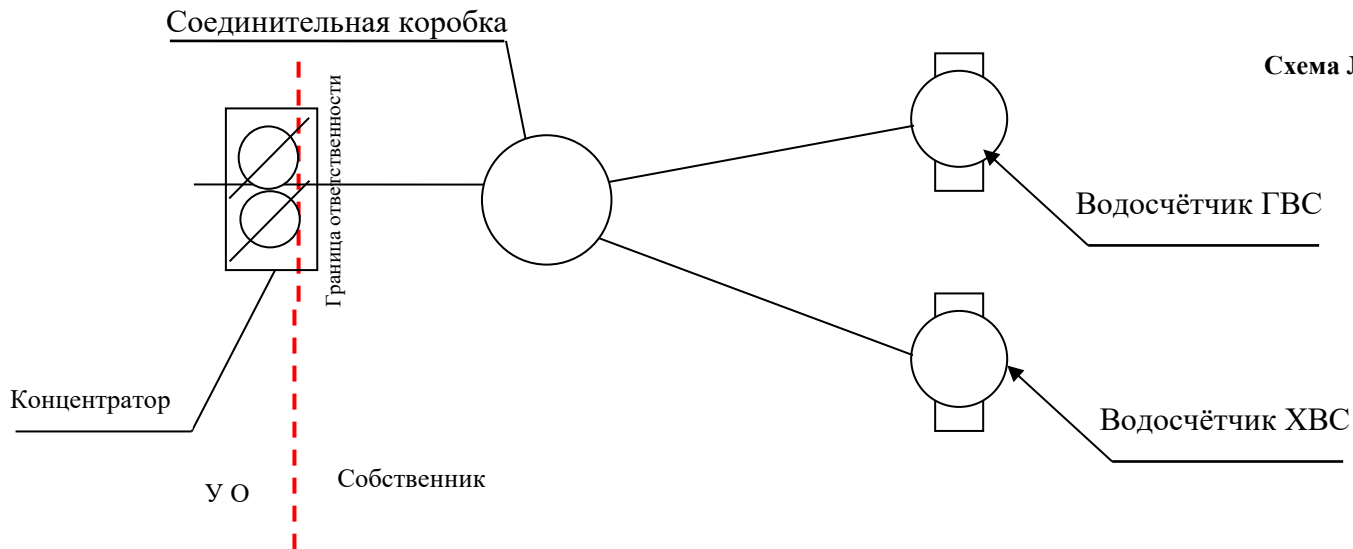 Соединительная коробка
Схема
Граница ответственности
Водосчётчик ГВС
Концентратор
Водосчётчик ХВС
У О
Собственник